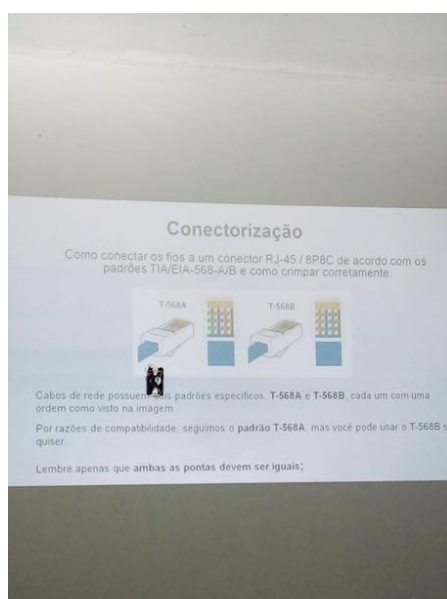 Conectorização
Como conectar os fios a um conector RJ-45 / 8P8C de acordo com os
padrões TIA/EIA-568-A/B e como crimpar corretamente.
T-568A
T-568B
Cabos de rede possuem padrões específicos, T-568A e T-568B, cada um com uma
ordem como visto na imagem
Por razões de compatibilidade, seguimos o padrão T-568A, mas você pode usar o T-568B
quiser.
Lembre apenas que ambas as pontas devem ser iguais;